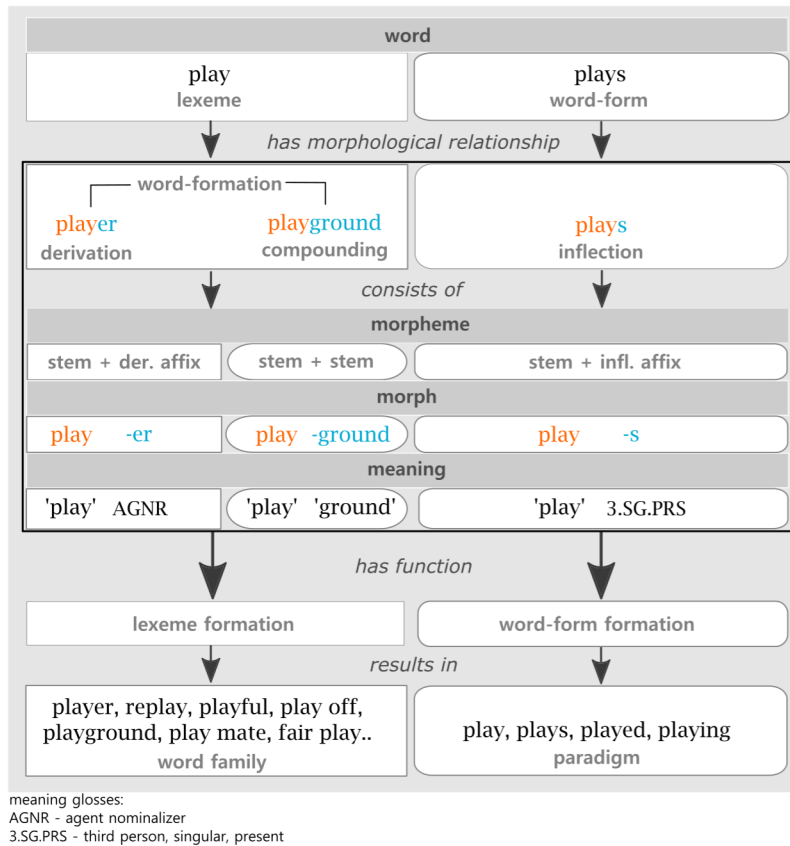 word
play plays
lexeme word-form
has morphological relationship
word-formation
player playground plays
derivation compounding inflection
consists of
morpheme
stem + der. affix stem + stem stem + infl. affix
morph
play -er play -ground play -s
meaning
'play' AGNR 'play' 'ground' 'play' 3.SG.PRS
has function
lexeme formation word-form formation
results in
player, replay, playful, play off,
playground, play mate, fair play..
word family
play, plays, played, playing
paradigm
meaning glosses:
AGNR - agent nominalizer
3.SG.PRS - third person, singular, present